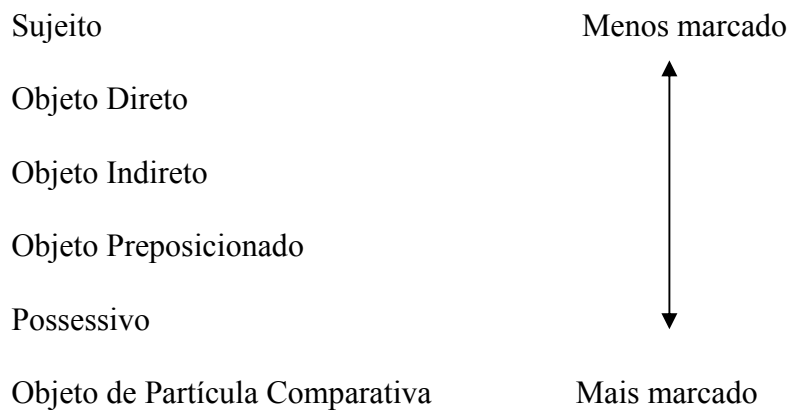 Sujeito Menos marcado
Objeto Direto
Objeto Indireto
Objeto Preposicionado
Possessivo
Objeto de Partícula Comparativa Mais marcado